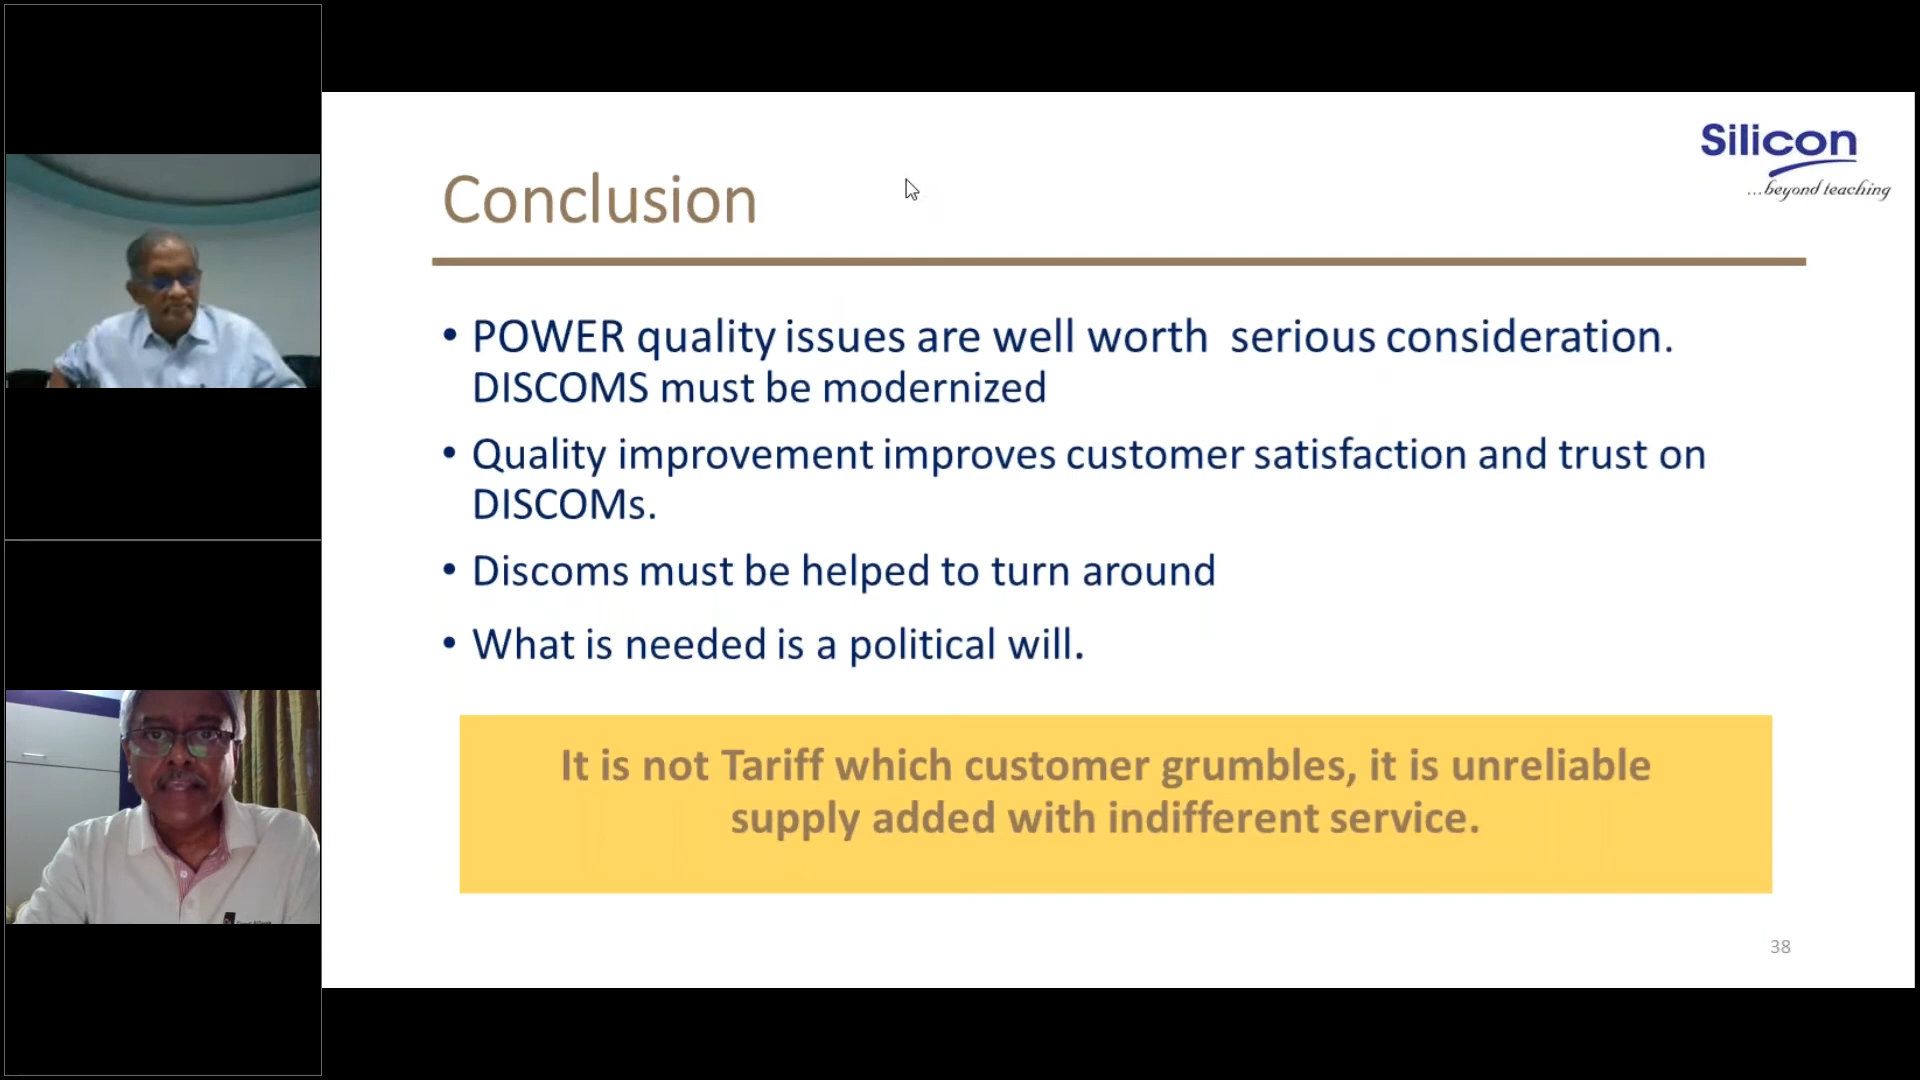 Silicon
...beyond teaching
Conclusion
• POWER quality issues are well worth serious consideration.
DISCOMS must be modernized
• Quality improvement improves customer satisfaction and trust on
DISCOMs.
• Discoms must be helped to turn around
• What is needed is a political will.
It is not Tariff which customer grumbles, it is unreliable
supply added with indifferent service.
38